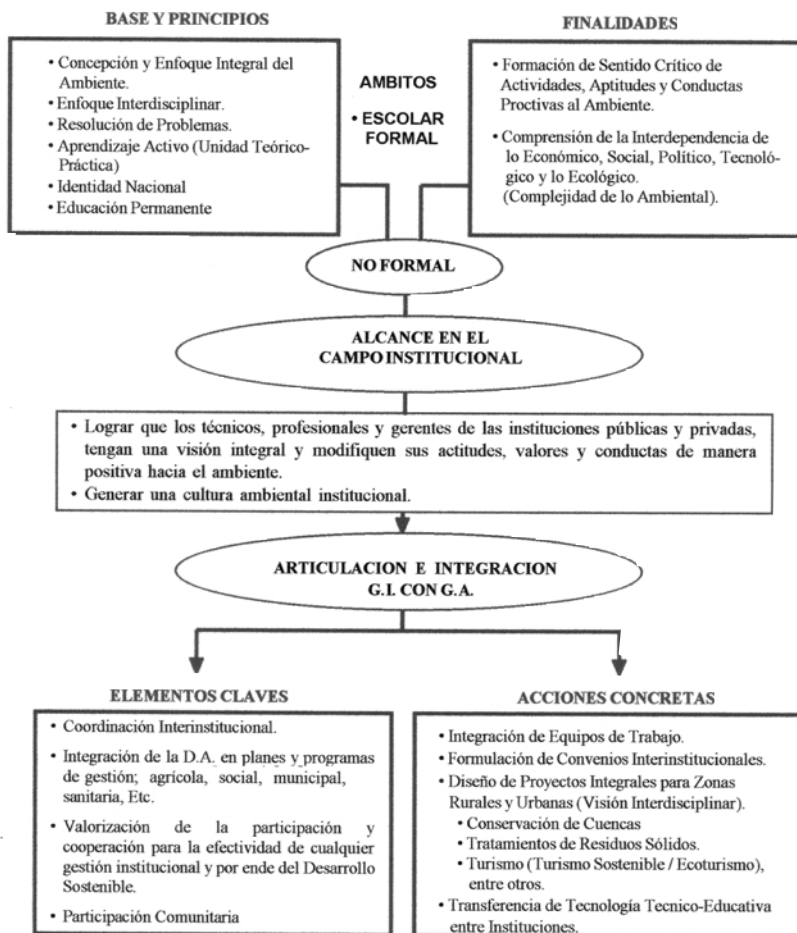 BASE Y PRINCIPIOS
• Concepción y Enfoque Integral del
Ambiente.
• Enfoque Interdisciplinar.
• Resolución de Problemas.
• Aprendizaje Activo (Unidad Teórico-
Práctica)
• Identidad Nacional
• Educación Permanente
AMBITOS
• ESCOLAR
FORMAL
FINALIDADES
• Formación de Sentido Crítico de
Actividades, Aptitudes y Conductas
Proctivas al Ambiente.
• Comprensión de la Interdependencia de
lo Económico, Social, Político, Tecnoló-
gico y lo Ecológico.
(Complejidad de lo Ambiental).
NO FORMAL
ALCANCE EN EL
CAMPO INSTITUCIONAL
• Lograr que los técnicos, profesionales y gerentes de las instituciones públicas y privadas,
tengan una visión integral y modifiquen sus actitudes, valores y conductas de manera
positiva hacia el ambiente.
• Generar una cultura ambiental institucional.
ARTICULACION E INTEGRACION
G.I. CON G.A.
ELEMENTOS CLAVES
• Coordinación Interinstitucional.
• Integración de la D.A. en planes y programas
de gestión; agrícola, social, municipal,
sanitaria, Etc.
• Valorización de la participación y
cooperación para la efectividad de cualquier
gestión institucional y por ende del Desarrollo
Sostenible.
• Participación Comunitaria
ACCIONES CONCRETAS
• Integración de Equipos de Trabajo.
• Formulación de Convenios Interinstitucionales.
• Diseño de Proyectos Integrales para Zonas
Rurales y Urbanas (Visión Interdisciplinar).
• Conservación de Cuencas
• Tratamientos de Residuos Sólidos.
• Turismo (Turismo Sostenible / Ecoturismo),
entre otros.
• Transferencia de Tecnología Tecnico-Educativa
entre Instituciones.